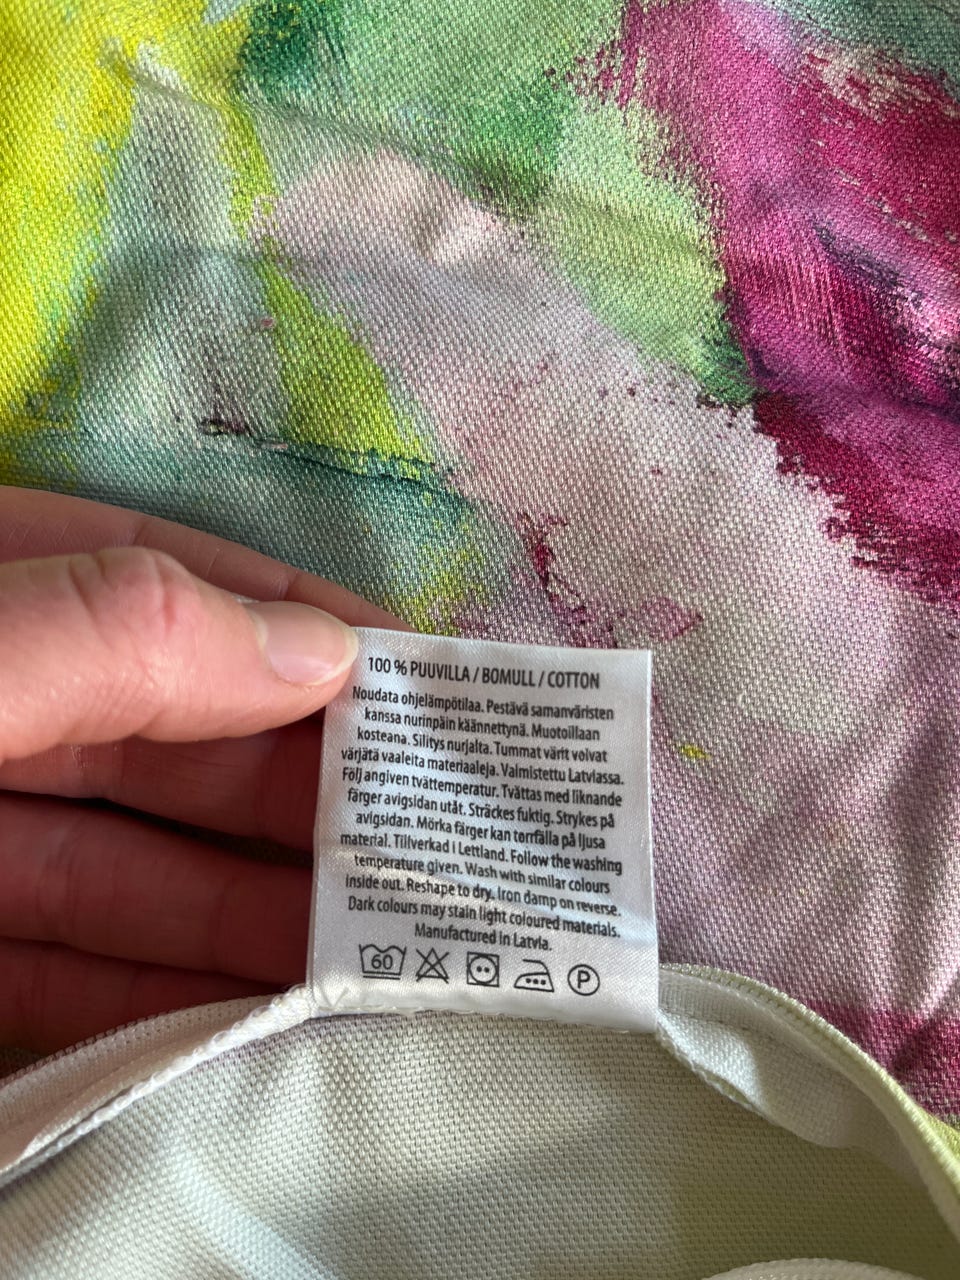 100 % PUUVILLA / BOMULL / COTTON
Noudata ohjelämpötilaa. Pestävä samanväristen
kanssa nurinpäin käännettynä. Muotoillaan
kosteana. Silitys nurjalta. Tummat värit voivat
värjätä vaaleita materiaaleja. Valmistettu Latviassa.
Följ angiven tvättemperatur. Tvättas med liknande
färger avigsidan utåt. Sträckes fuktig. Strykes på
avigsidan. Mörka färger kan torrfälla på ljusa
material. Tillverkad i Lettland. Follow the washing
temperature given. Wash with similar colours
inside out. Reshape to dry. Iron damp on reverse.
Dark colours may stain light coloured materials.
Manufactured in Latvia.
60 P